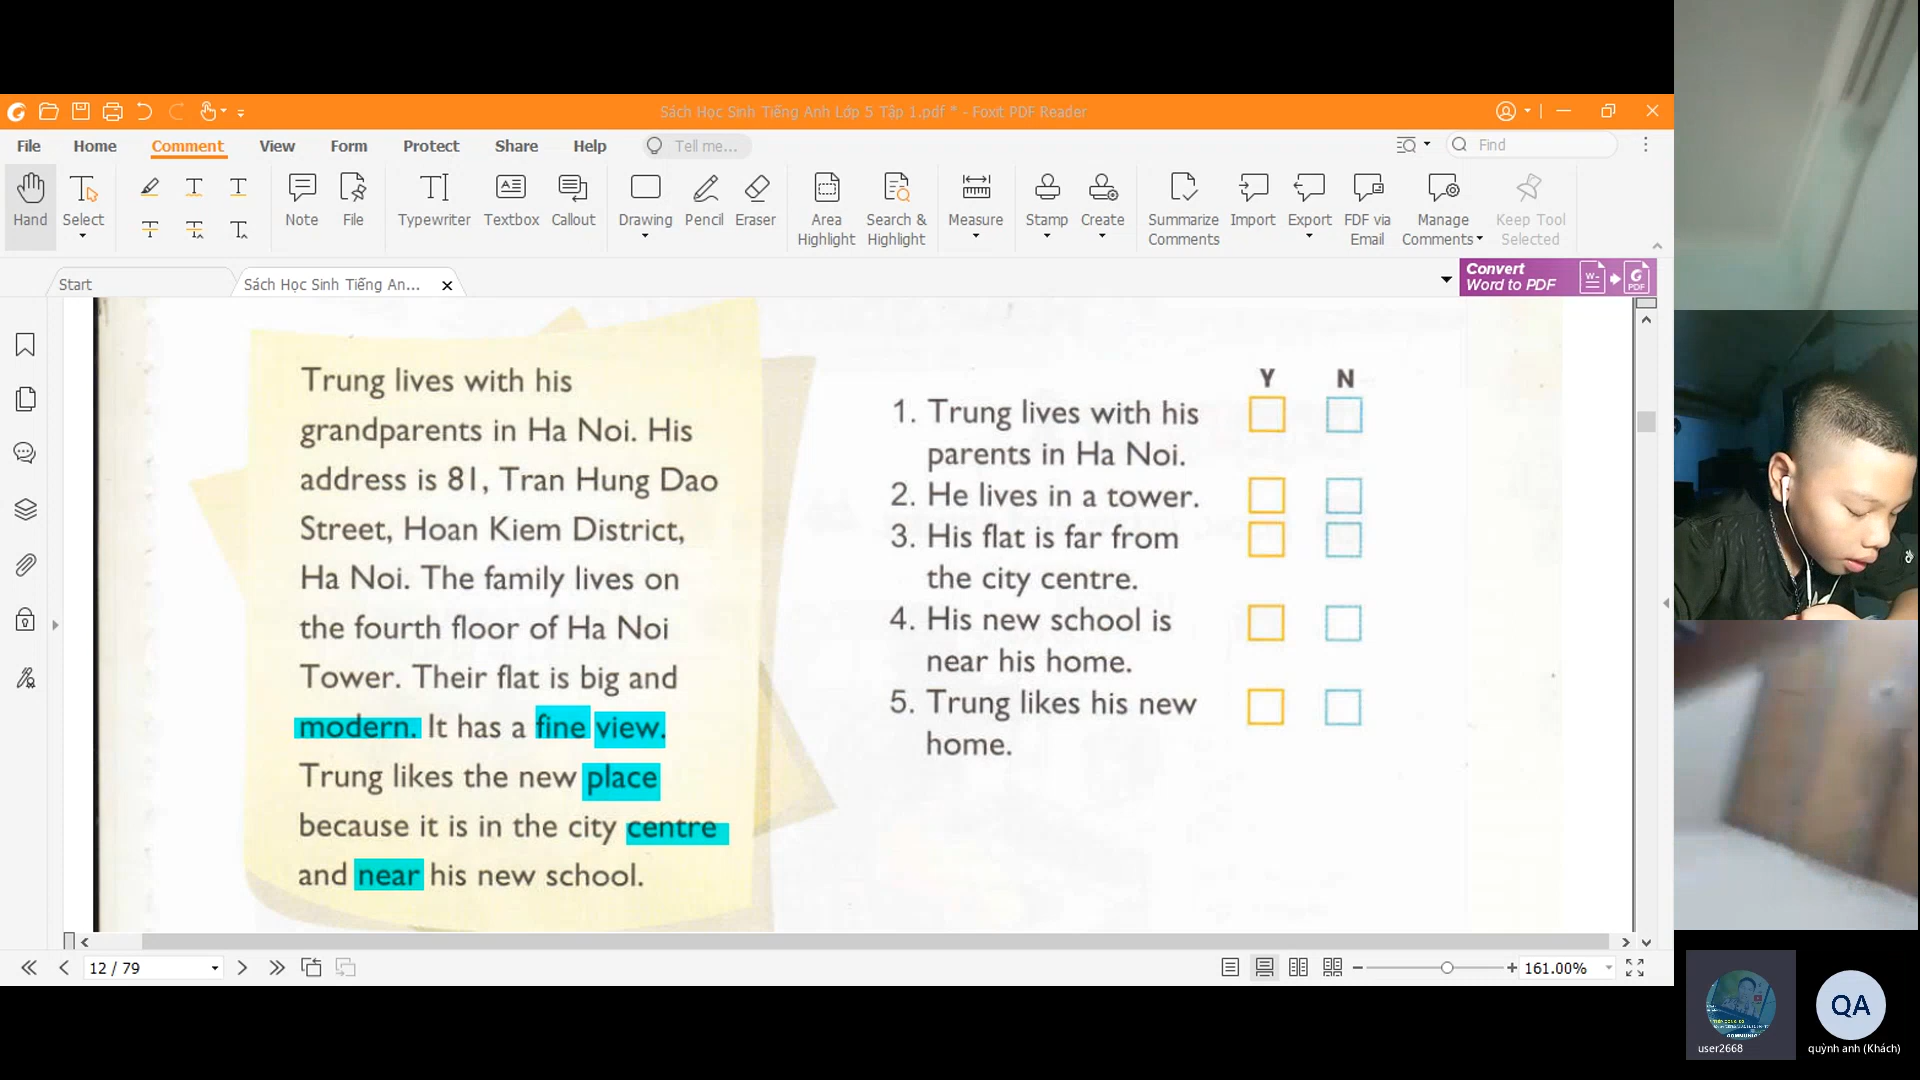 Sách Học Sinh Tiếng Anh Lớp 5 Tập 1.pdf * - Foxit PDF Reader
File Home Comment View Form Protect Share Help Tell me... Find
Hand Select Note File Typewriter Textbox Callout Drawing Pencil Eraser Area Highlight Search & Highlight Measure Stamp Create Summarize Comments Import Export FDF via Email Manage Comments Keep Tool Selected
Start Sách Học Sinh Tiếng An... Convert Word to PDF
Trung lives with his
grandparents in Ha Noi. His
address is 81, Tran Hung Dao
Street, Hoan Kiem District,
Ha Noi. The family lives on
the fourth floor of Ha Noi
Tower. Their flat is big and
modern. It has a fine view.
Trung likes the new place
because it is in the city centre
and near his new school.
Y N
1. Trung lives with his
parents in Ha Noi.
2. He lives in a tower.
3. His flat is far from
the city centre.
4. His new school is
near his home.
5. Trung likes his new
home.
12 / 79 161.00%
user2668
QA
quỳnh anh (Khách)